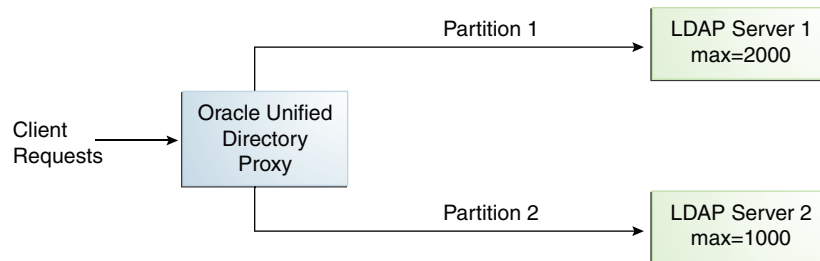 Partition 1
LDAP Server 1
max=2000
Client
Requests
Oracle Unified
Directory
Proxy
Partition 2
LDAP Server 2
max=1000